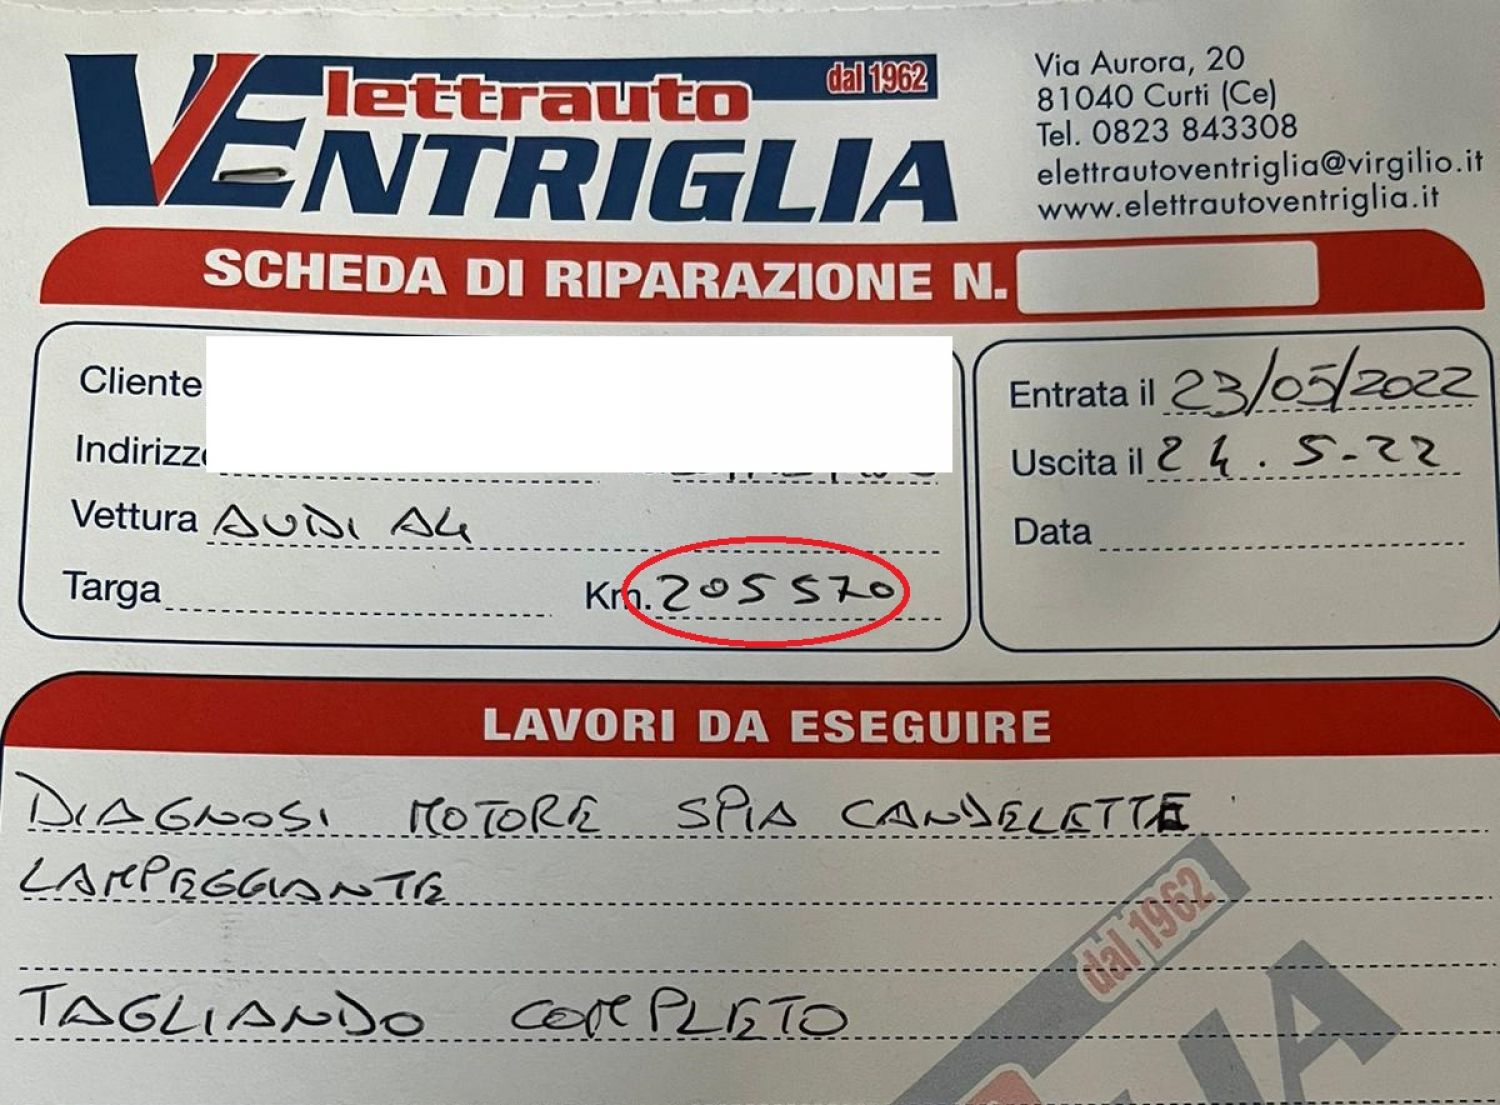 Elettrauto dal 1962
VENTRIGLIA
Via Aurora, 20
81040 Curti (Ce)
Tel. 0823 843308
elettrautoventriglia@virgilio.it
www.elettrautoventriglia.it
SCHEDA DI RIPARAZIONE N.
Cliente
Indirizz
Vettura AUDI A4
Targa
Km. 205570
Entrata il 23/05/2022
Uscita il 24.5-22
Data
LAVORI DA ESEGUIRE
DIAGNOSI MOTORE SPIA CANDELETTE
LAMPEGGIANTE
TAGLIANDO COMPLETO
dal 1962
IA